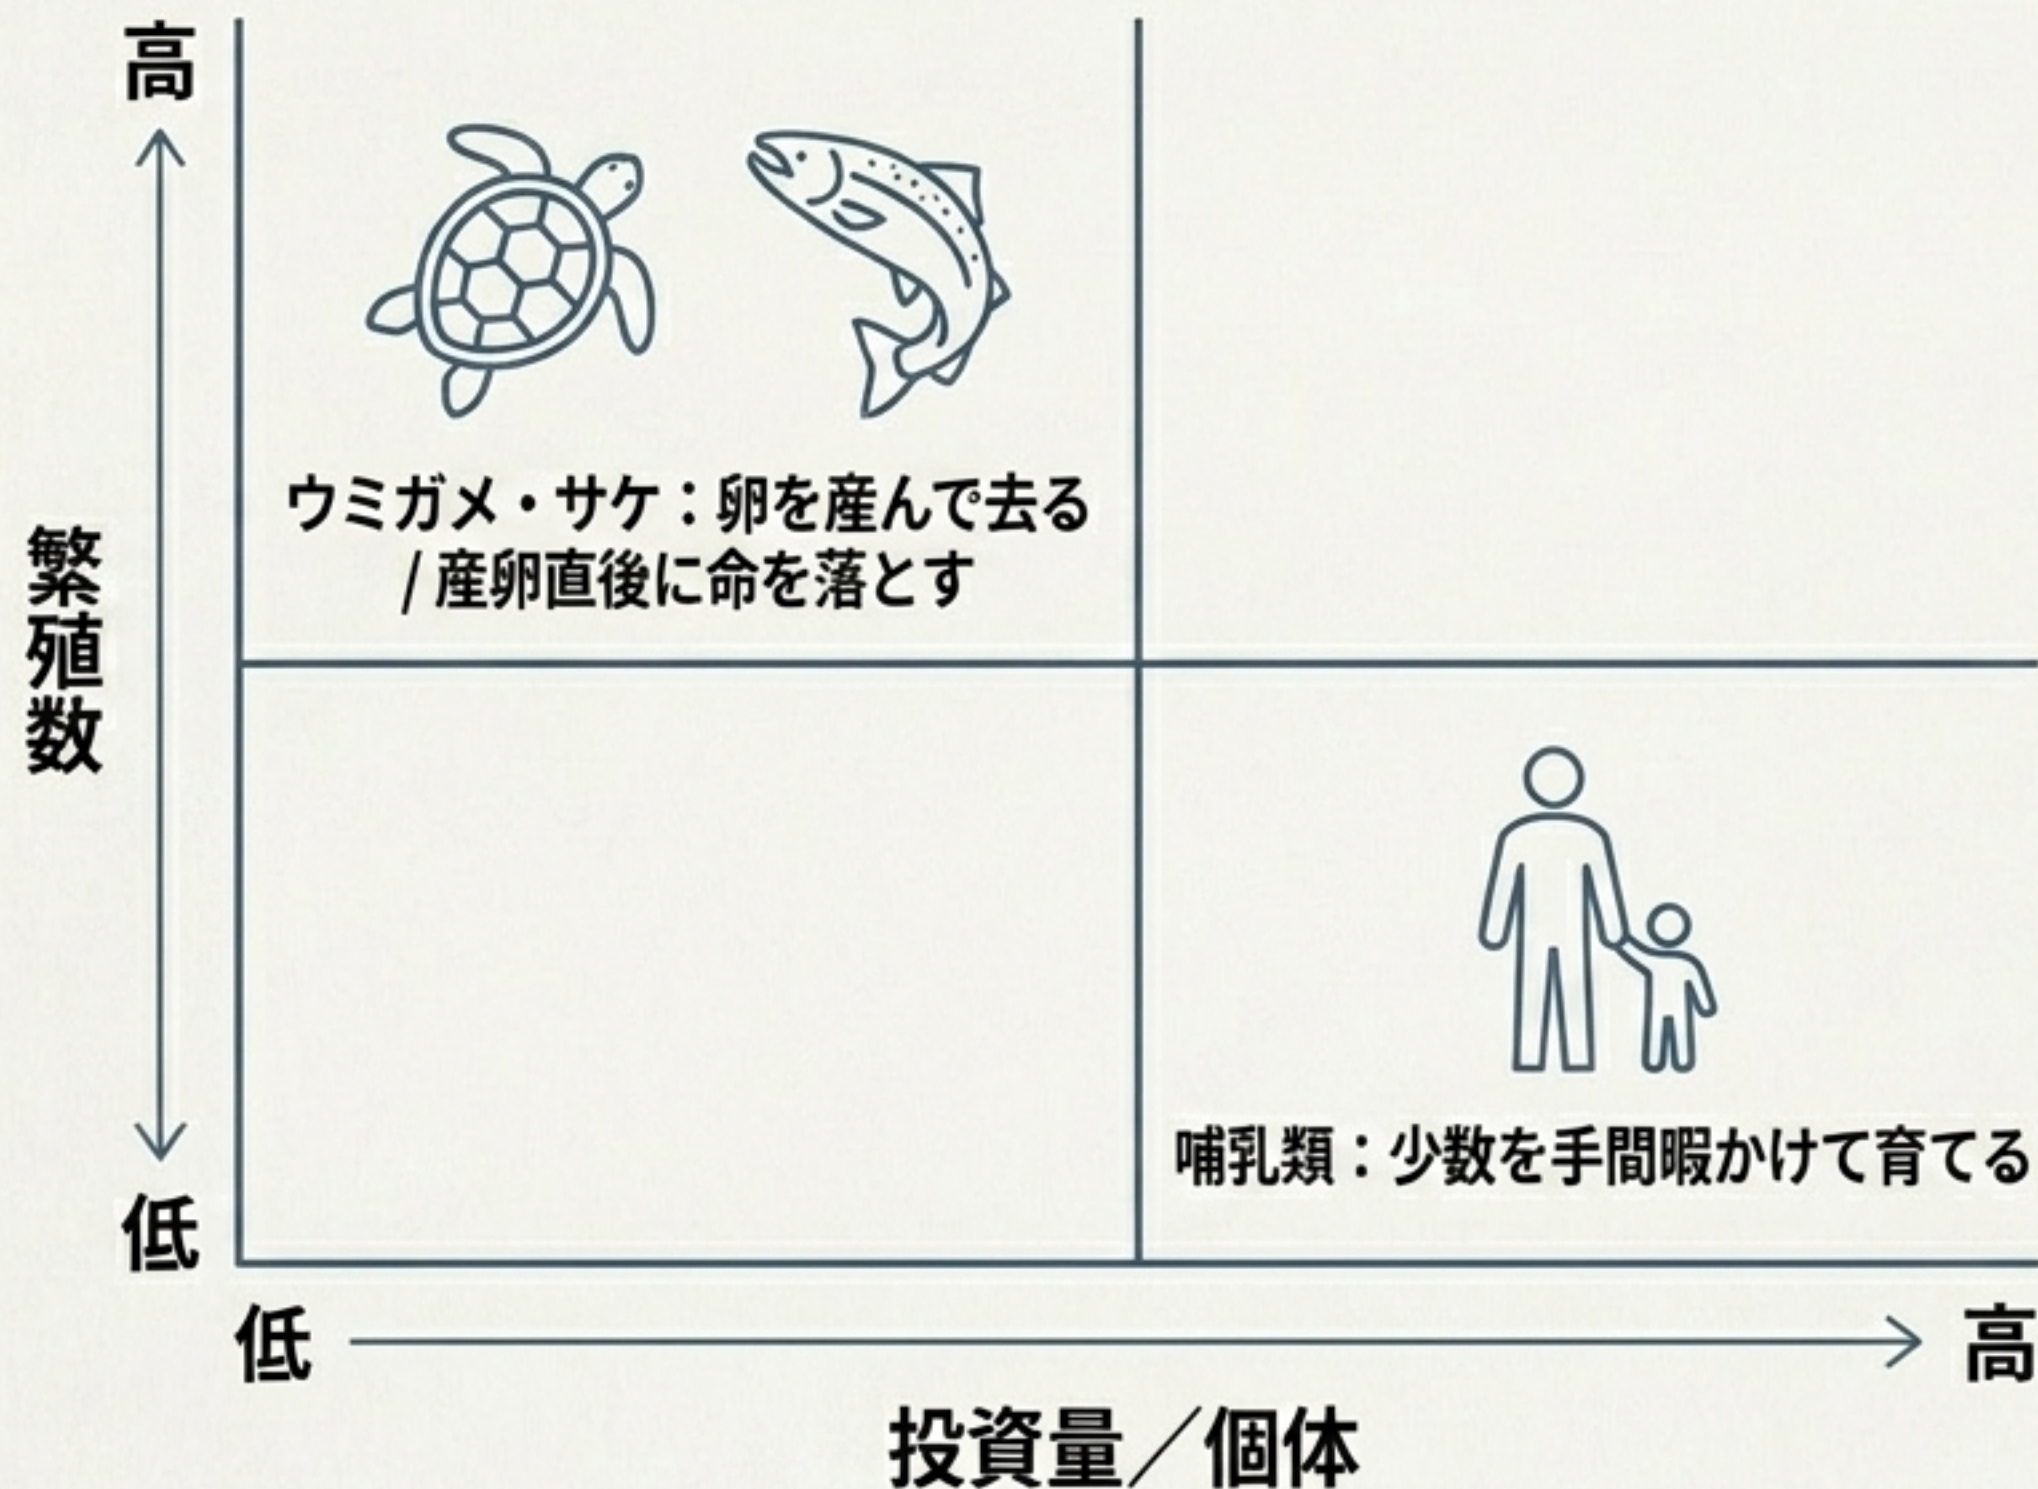 高
繁殖数
低
ウミガメ・サケ：卵を産んで去る
/ 産卵直後に命を落とす
哺乳類：少数を手間暇かけて育てる
低
高
投資量／個体